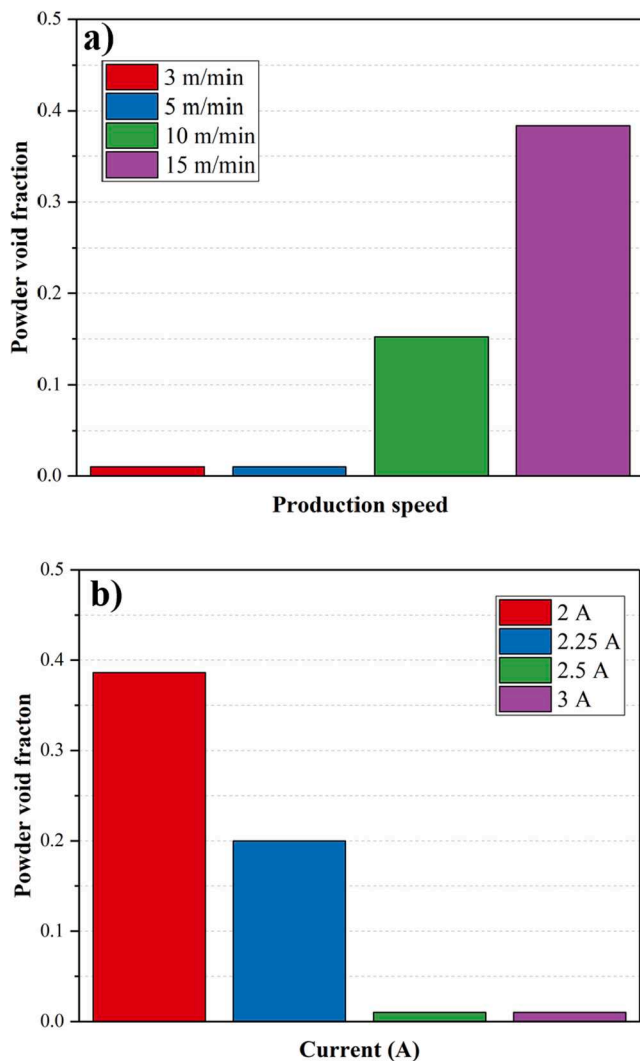 a)
3 m/min
5 m/min
10 m/min
15 m/min
0.5
0.4
0.3
0.2
0.1
0.0
Powder void fraction
Production speed
b)
2 A
2.25 A
2.5 A
3 A
0.5
0.4
0.3
0.2
0.1
0.0
Powder void fracton
Current (A)